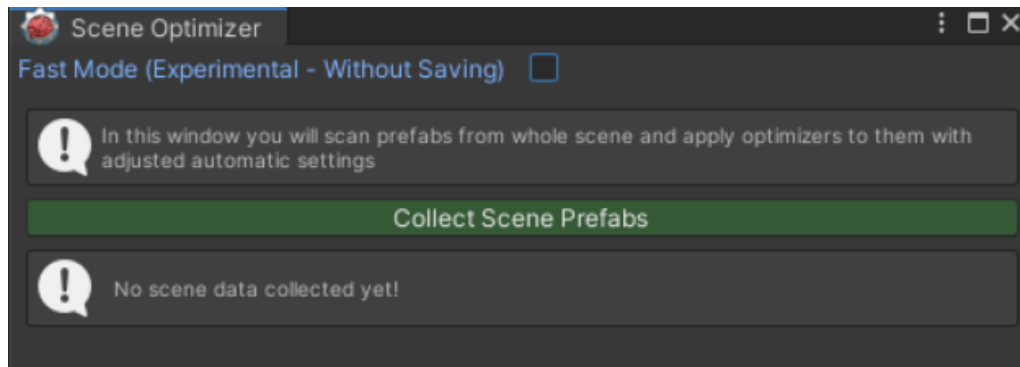 Scene Optimizer
Fast Mode (Experimental - Without Saving)
In this window you will scan prefabs from whole scene and apply optimizers to them with
adjusted automatic settings
Collect Scene Prefabs
No scene data collected yet!